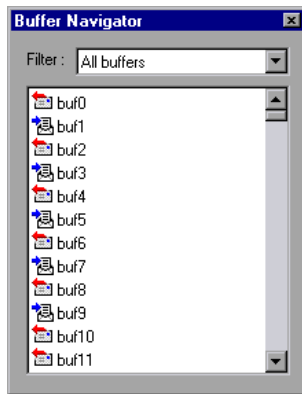 Buffer Navigator
Filter : All buffers
buf0
buf1
buf2
buf3
buf4
buf5
buf6
buf7
buf8
buf9
buf10
buf11